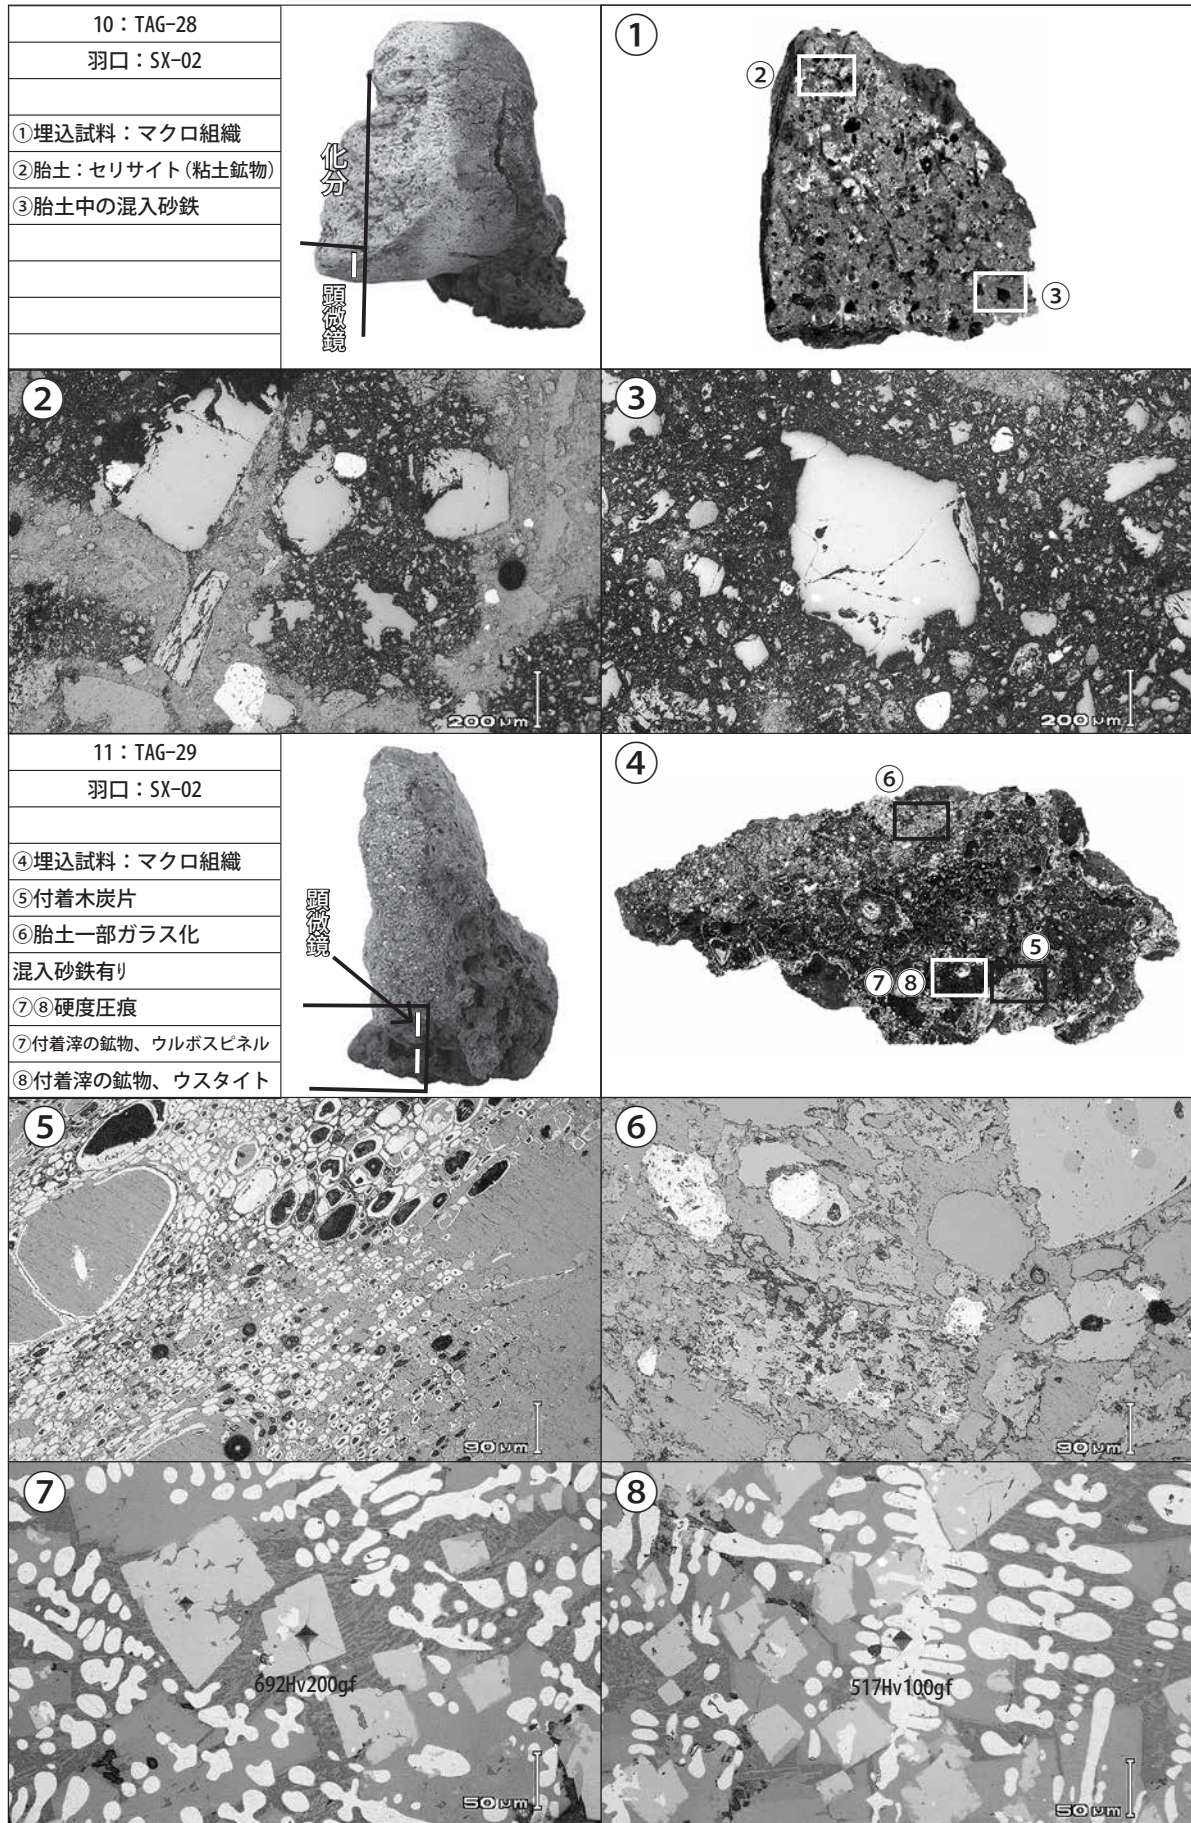 10：TAG-28
羽口：SX-02
①埋込試料：マクロ組織
②胎土：セリサイト（粘土鉱物）
③胎土中の混入砂鉄
化分
顕微鏡
①
②
③
②
200μm
③
200μm
11：TAG-29
羽口：SX-02
④埋込試料：マクロ組織
⑤付着木炭片
⑥胎土一部ガラス化
混入砂鉄有り
⑦⑧硬度圧痕
⑦付着滓の鉱物、ウルボスピネル
⑧付着滓の鉱物、ウスタイト
顕微鏡
④
⑥
⑤
⑦⑧
⑤
90μm
⑥
90μm
⑦
692Hv200gf
50μm
⑧
517Hv100gf
50μm